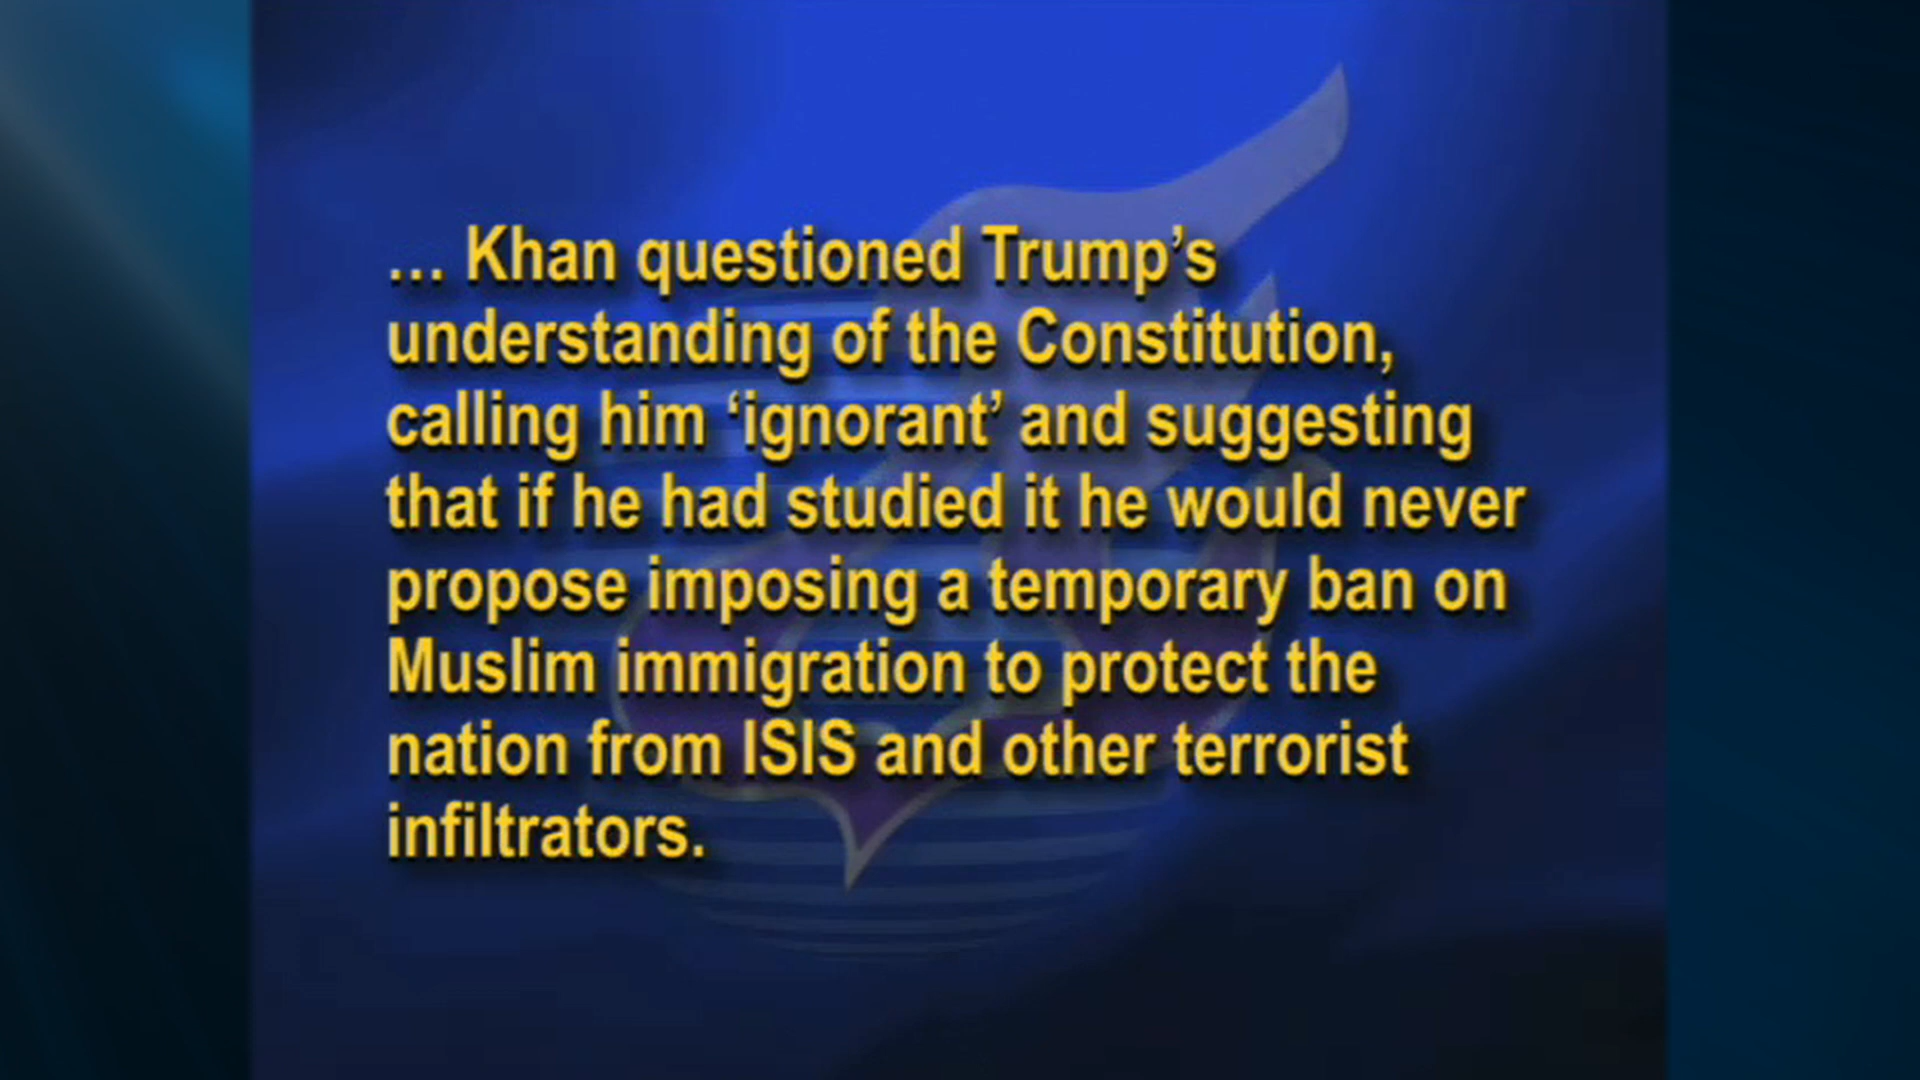 … Khan questioned Trump’s
understanding of the Constitution,
calling him ‘ignorant’ and suggesting
that if he had studied it he would never
propose imposing a temporary ban on
Muslim immigration to protect the
nation from ISIS and other terrorist
infiltrators.